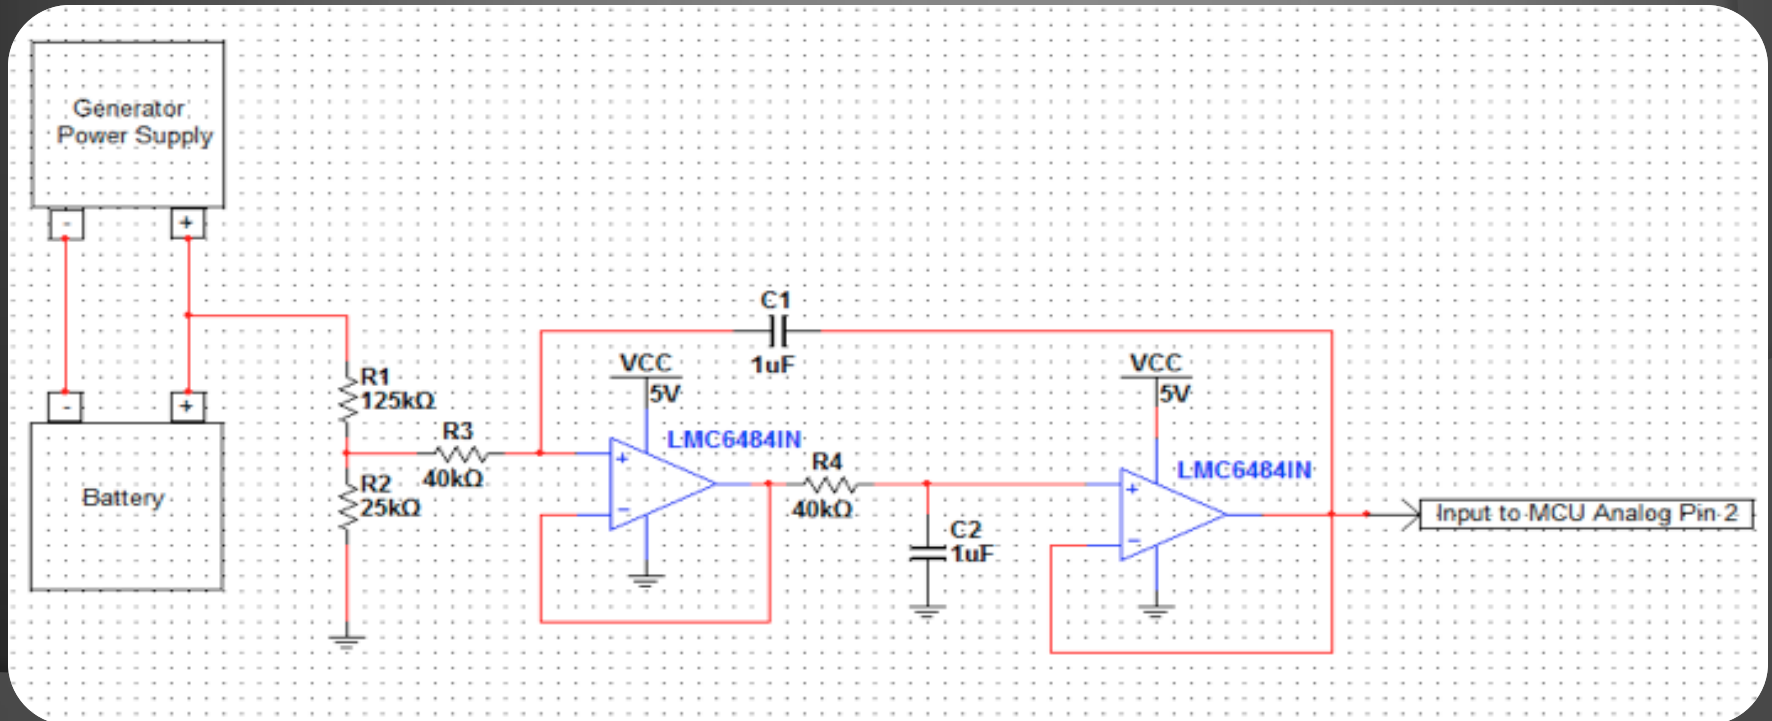 Generator
Power Supply
-
+
-
+
Battery
R1
125kΩ
R2
25kΩ
R3
40kΩ
C1
1uF
VCC
5V
LMC6484IN
+
-
R4
40kΩ
C2
1uF
VCC
5V
LMC6484IN
+
-
Input to MCU Analog Pin 2